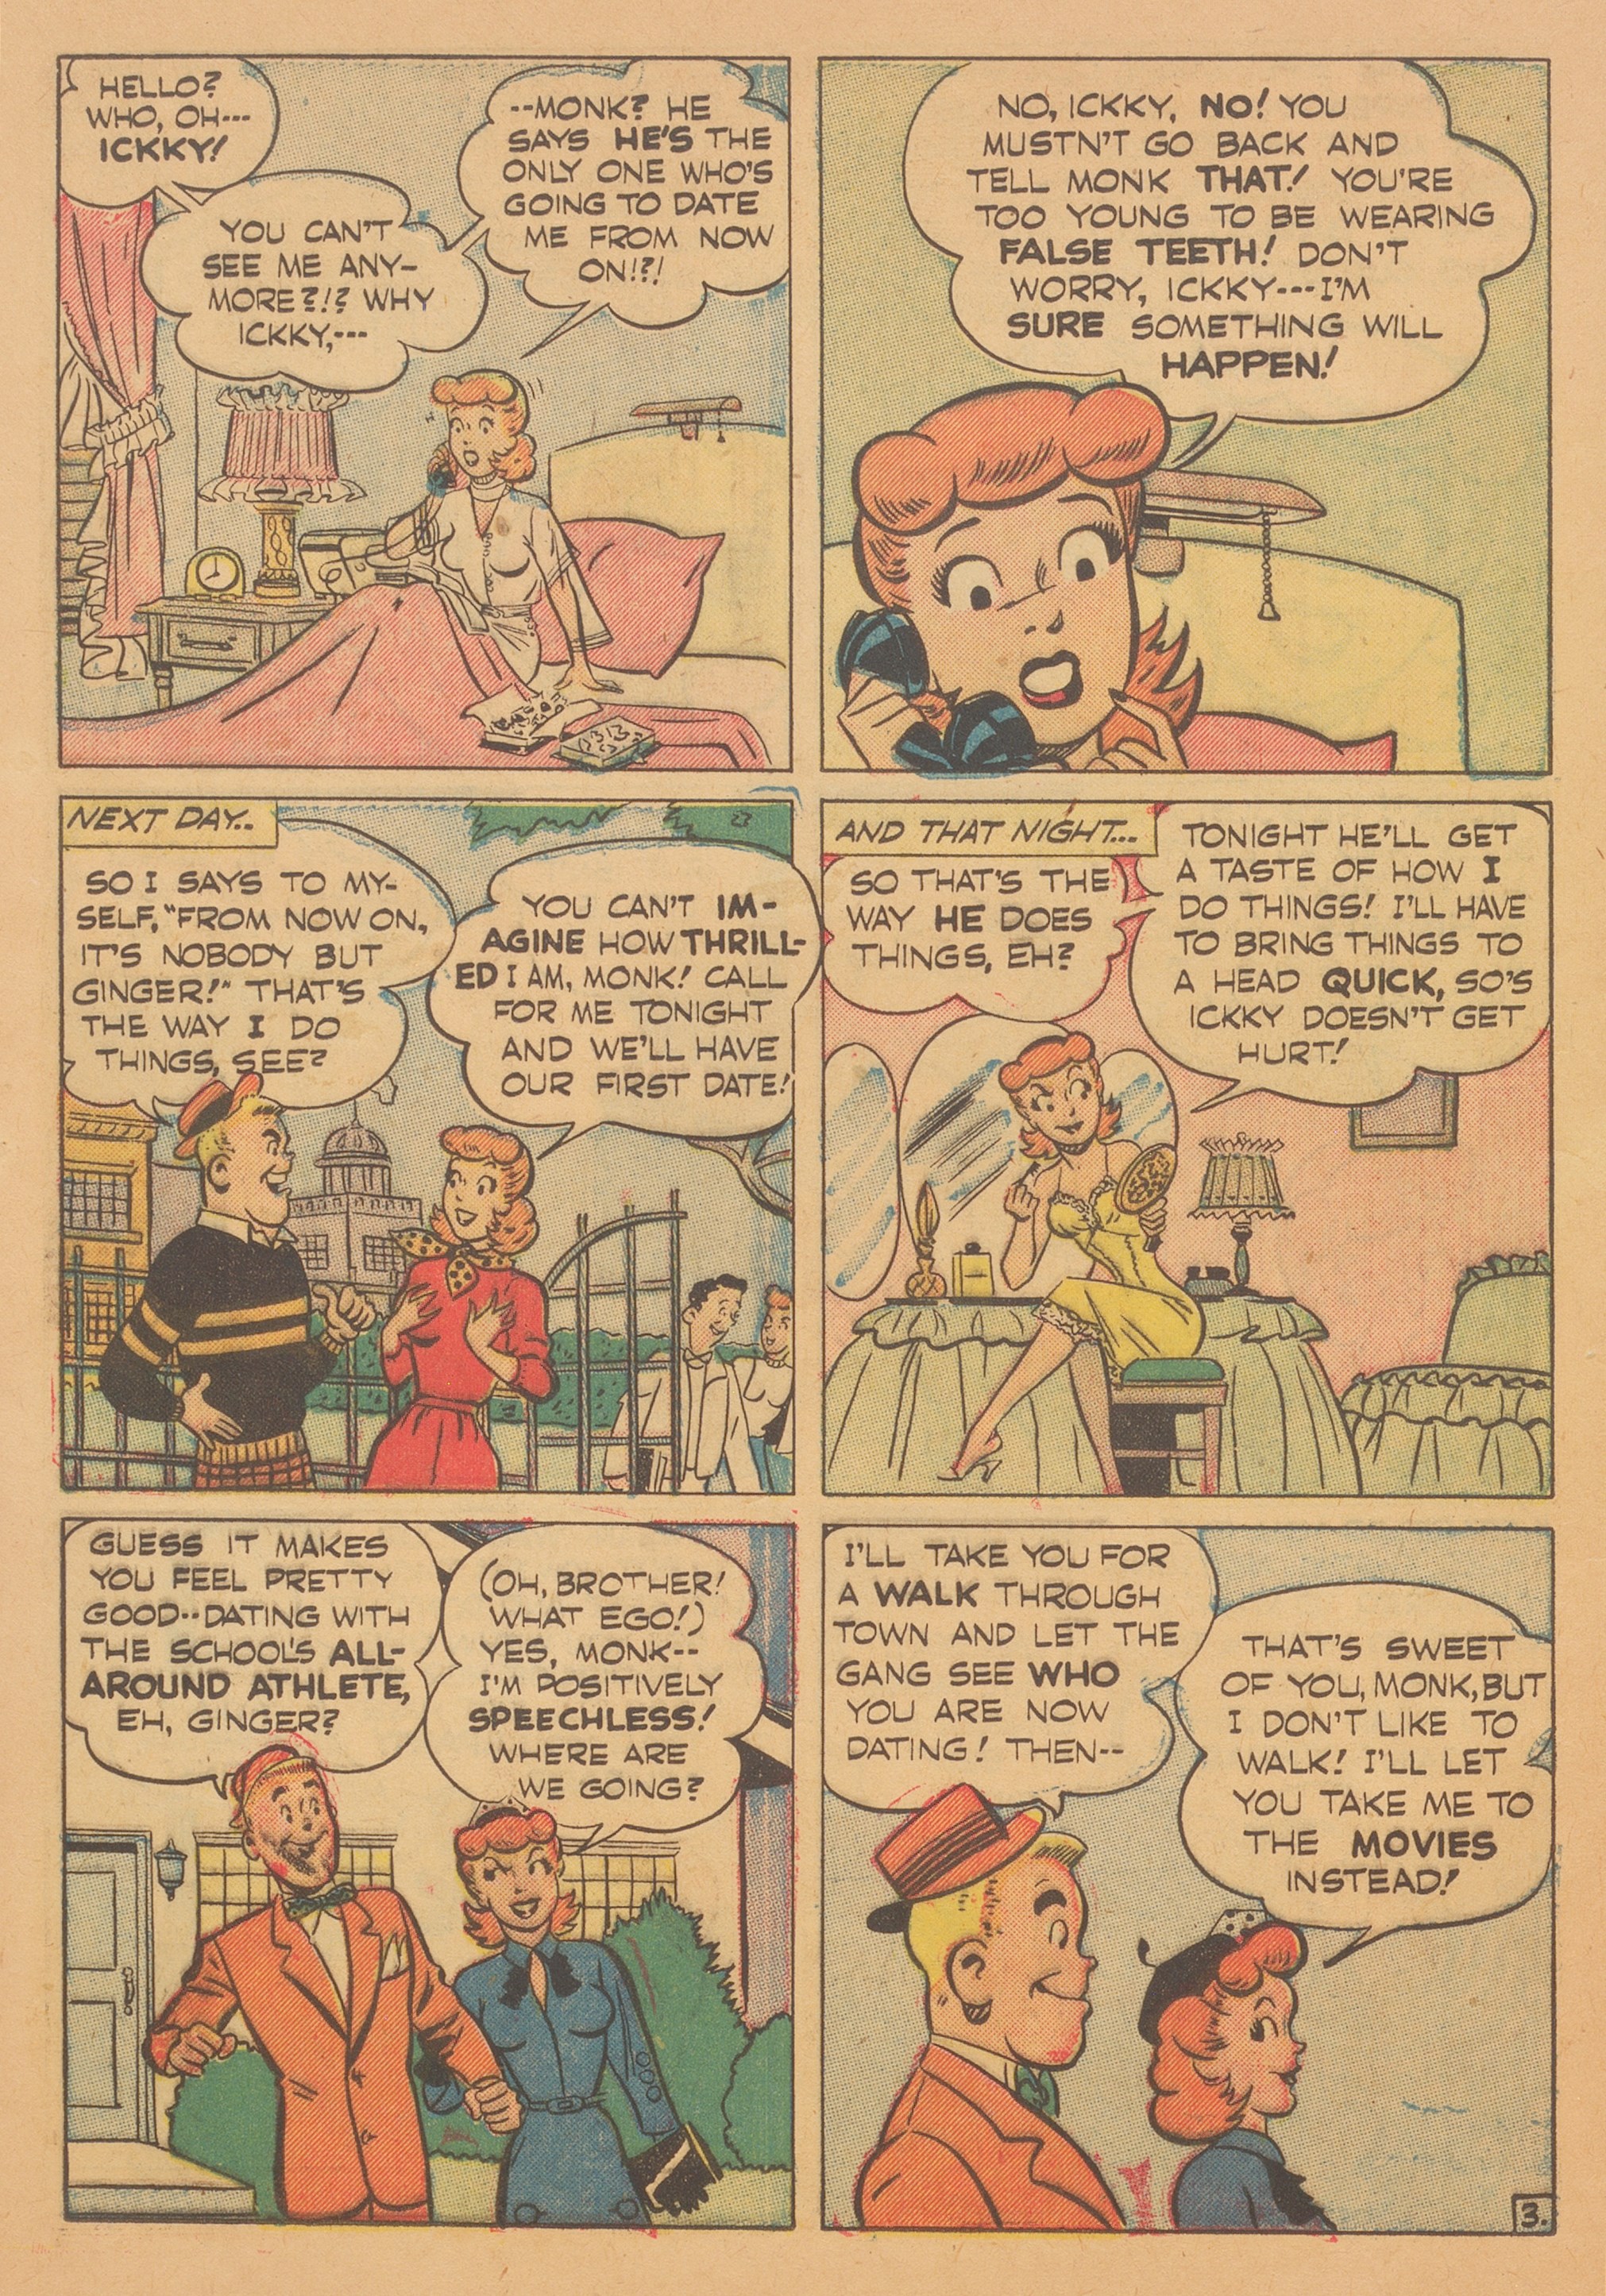 HELLO?
WHO, OH---
ICKKY!
YOU CAN'T
SEE ME ANY-
MORE?!? WHY
ICKKY,---
--MONK? HE
SAYS HE'S THE
ONLY ONE WHO'S
GOING TO DATE
ME FROM NOW
ON!?!
NO, ICKKY, NO! YOU
MUSTN'T GO BACK AND
TELL MONK THAT! YOU'RE
TOO YOUNG TO BE WEARING
FALSE TEETH! DON'T
WORRY, ICKKY---I'M
SURE SOMETHING WILL
HAPPEN!
NEXT DAY..
SO I SAYS TO MY-
SELF, "FROM NOW ON,
IT'S NOBODY BUT
GINGER!" THAT'S
THE WAY I DO
THINGS, SEE?
YOU CAN'T IM-
AGINE HOW THRILL-
ED I AM, MONK! CALL
FOR ME TONIGHT
AND WE'LL HAVE
OUR FIRST DATE!
AND THAT NIGHT...
SO THAT'S THE
WAY HE DOES
THINGS, EH?
TONIGHT HE'LL GET
A TASTE OF HOW I
DO THINGS! I'LL HAVE
TO BRING THINGS TO
A HEAD QUICK, SO'S
ICKKY DOESN'T GET
HURT!
GUESS IT MAKES
YOU FEEL PRETTY
GOOD--DATING WITH
THE SCHOOL'S ALL-
AROUND ATHLETE,
EH, GINGER?
(OH, BROTHER!
WHAT EGO!)
YES, MONK--
I'M POSITIVELY
SPEECHLESS!
WHERE ARE
WE GOING?
I'LL TAKE YOU FOR
A WALK THROUGH
TOWN AND LET THE
GANG SEE WHO
YOU ARE NOW
DATING! THEN--
THAT'S SWEET
OF YOU, MONK, BUT
I DON'T LIKE TO
WALK! I'LL LET
YOU TAKE ME TO
THE MOVIES
INSTEAD!
3.